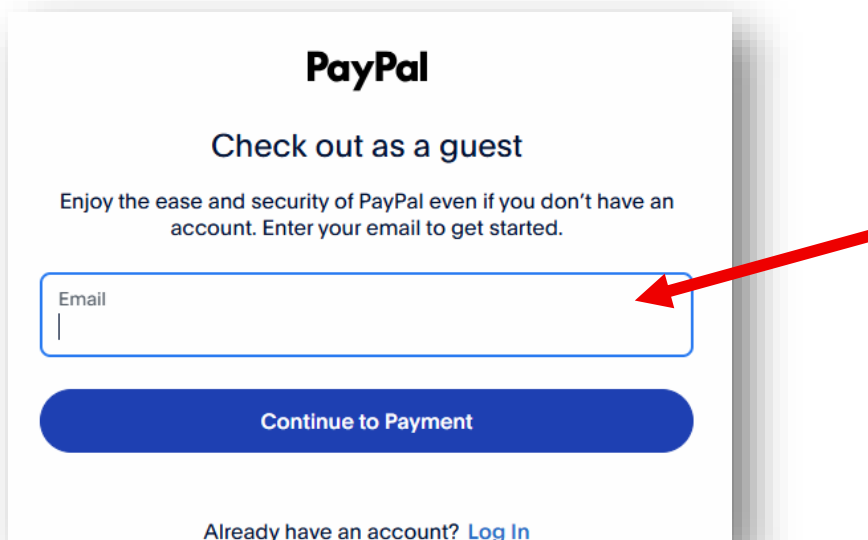 PayPal
Check out as a guest
Enjoy the ease and security of PayPal even if you don’t have an
account. Enter your email to get started.
Email
Continue to Payment
Already have an account? Log In